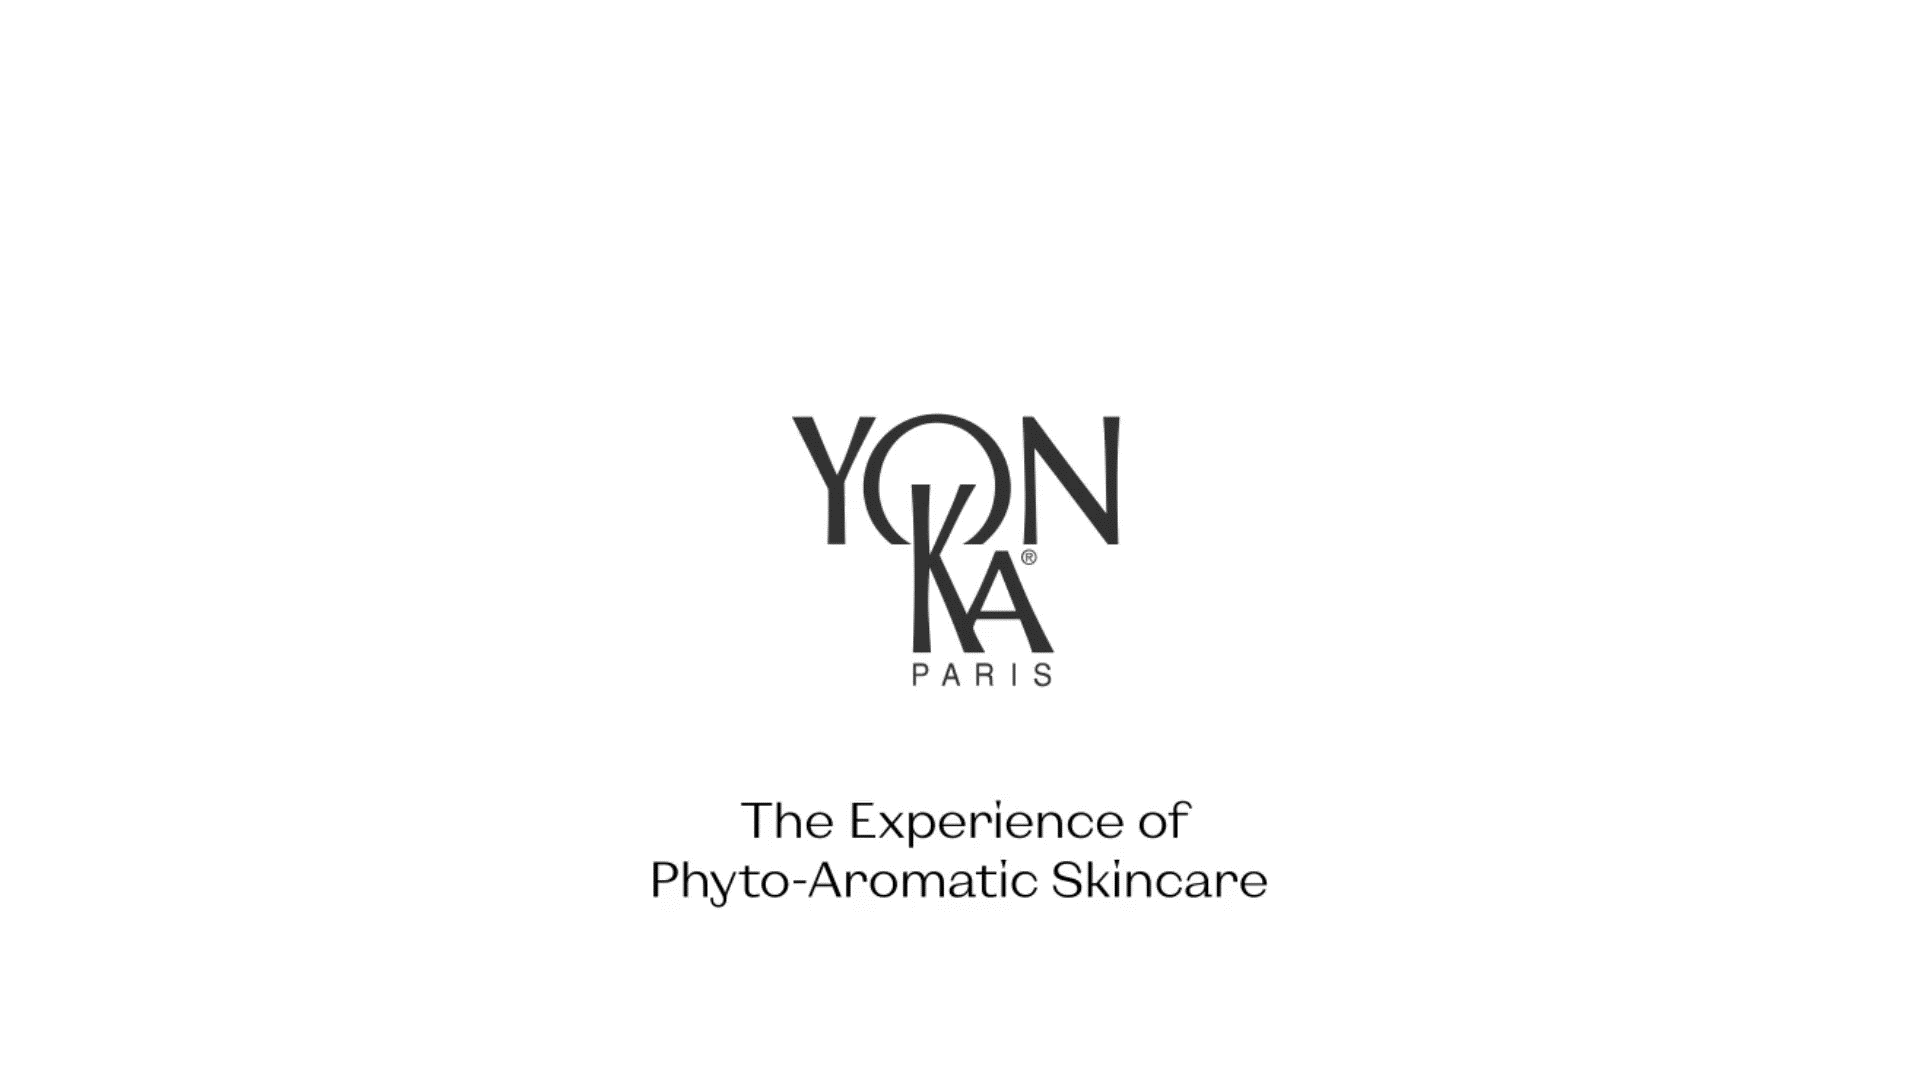 YON
KA®
PARIS
The Experience of
Phyto-Aromatic Skincare